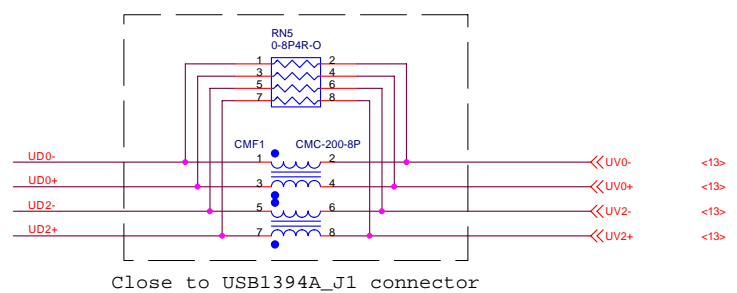 RN5
0-8P4R-O
1 2
3 4
5 6
7 8
CMF1 CMC-200-8P
UD0- 1 2 UV0- <13>
UD0+ 3 4 UV0+ <13>
UD2- 5 6 UV2- <13>
UD2+ 7 8 UV2+ <13>
Close to USB1394A_J1 connector